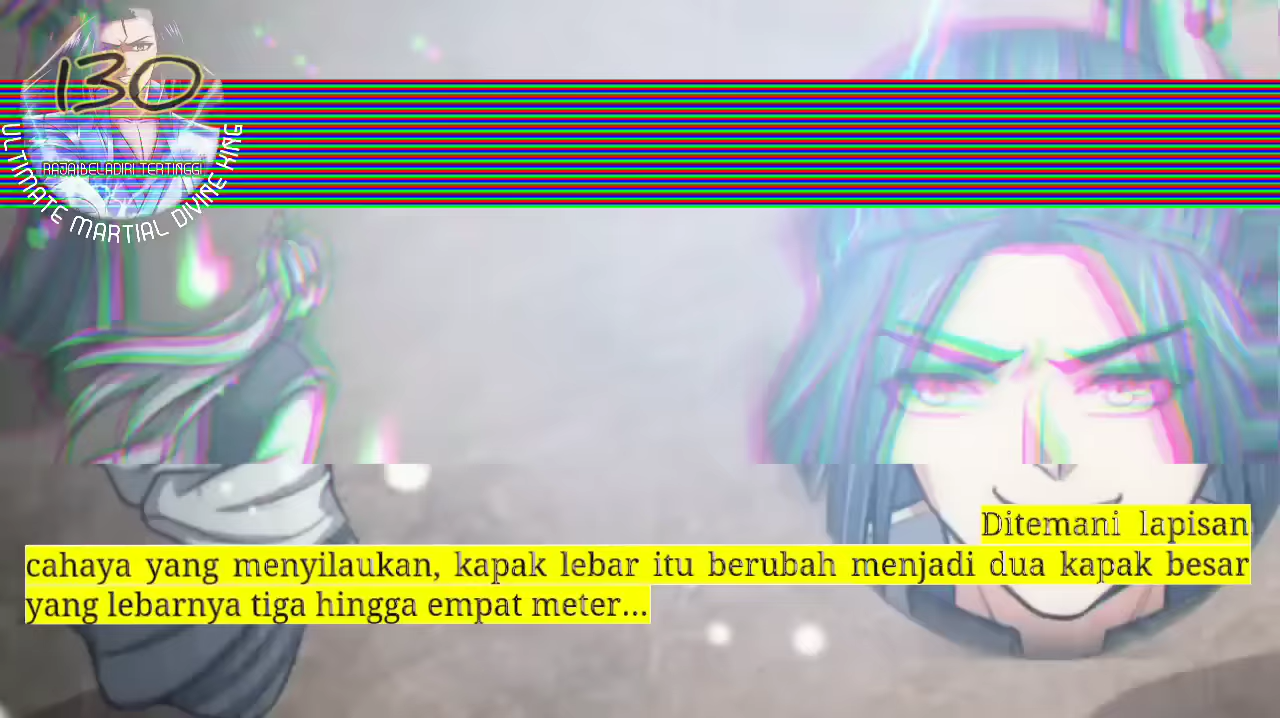 130
RAJA BELADIRI TERTINGGI
ULTIMATE MARTIAL DIVINE KING
Ditemani lapisan
cahaya yang menyilaukan, kapak lebar itu berubah menjadi dua kapak besar
yang lebarnya tiga hingga empat meter...